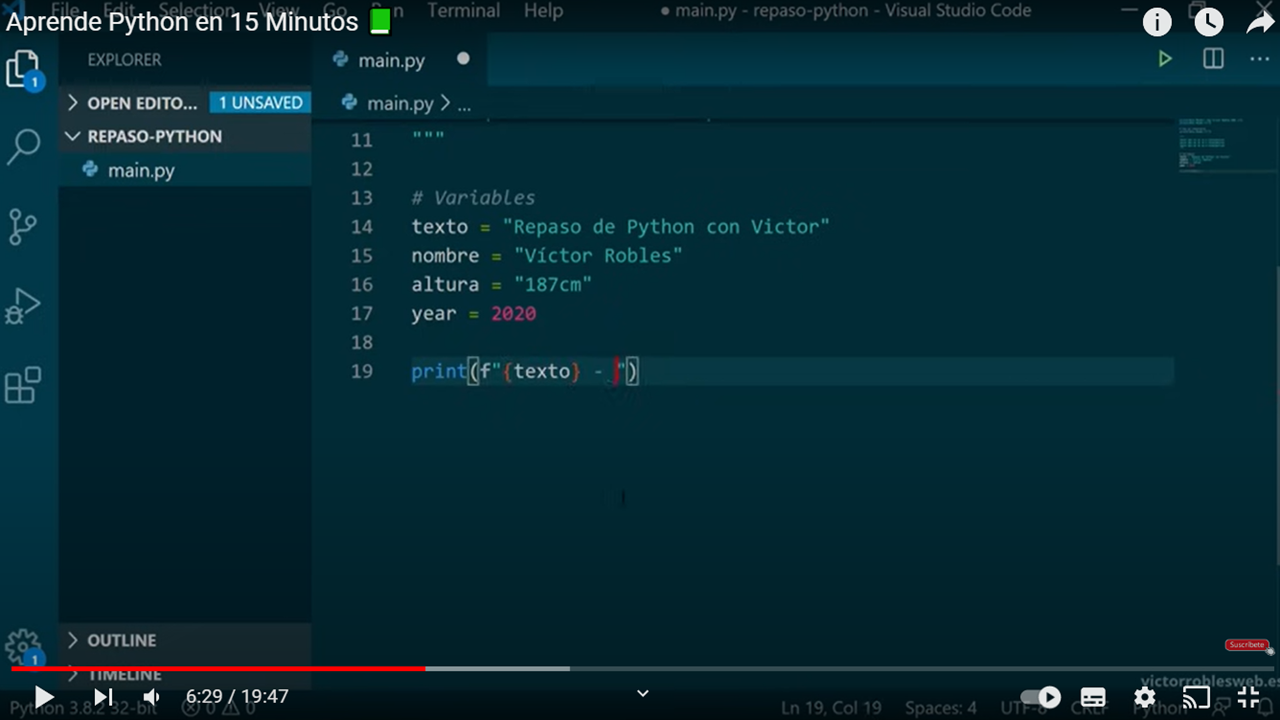 Aprende Python en 15 Minutos
File Edit Selection View Go Run Terminal Help
● main.py - repaso-python - Visual Studio Code
EXPLORER
main.py
OPEN EDITO... 1 UNSAVED
main.py > ...
REPASO-PYTHON
main.py
11 """
12
13 # Variables
14 texto = "Repaso de Python con Victor"
15 nombre = "Víctor Robles"
16 altura = "187cm"
17 year = 2020
18
19 print(f"{texto} - ")
OUTLINE
Suscríbete
TIMELINE
victorroblesweb.es
6:29 / 19:47
Python 3.8.2 32-bit 0 0 Ln 19, Col 19 Spaces: 4 UTF-8 CRLF Python
1
1